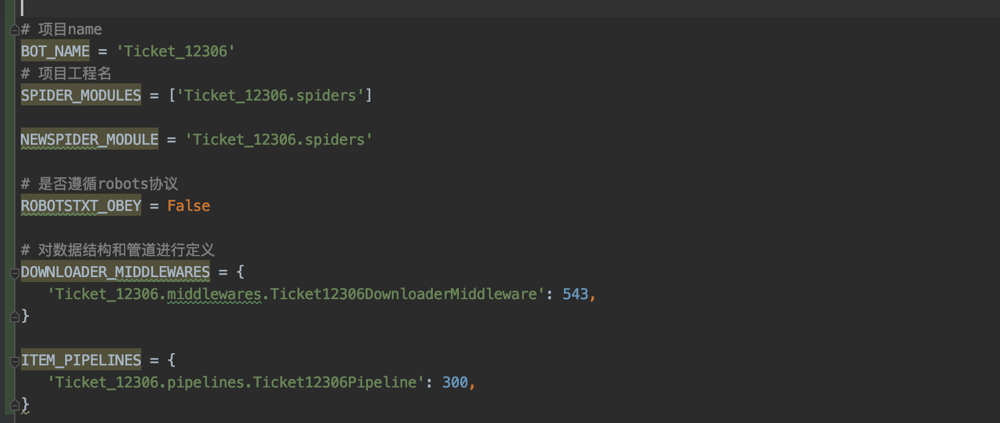 # 项目name
BOT_NAME = 'Ticket_12306'
# 项目工程名
SPIDER_MODULES = ['Ticket_12306.spiders']
NEWSPIDER_MODULE = 'Ticket_12306.spiders'
# 是否遵循robots协议
ROBOTSTXT_OBEY = False
# 对数据结构和管道进行定义
DOWNLOADER_MIDDLEWARES = {
'Ticket_12306.middlewares.Ticket12306DownloaderMiddleware': 543,
}
ITEM_PIPELINES = {
'Ticket_12306.pipelines.Ticket12306Pipeline': 300,
}